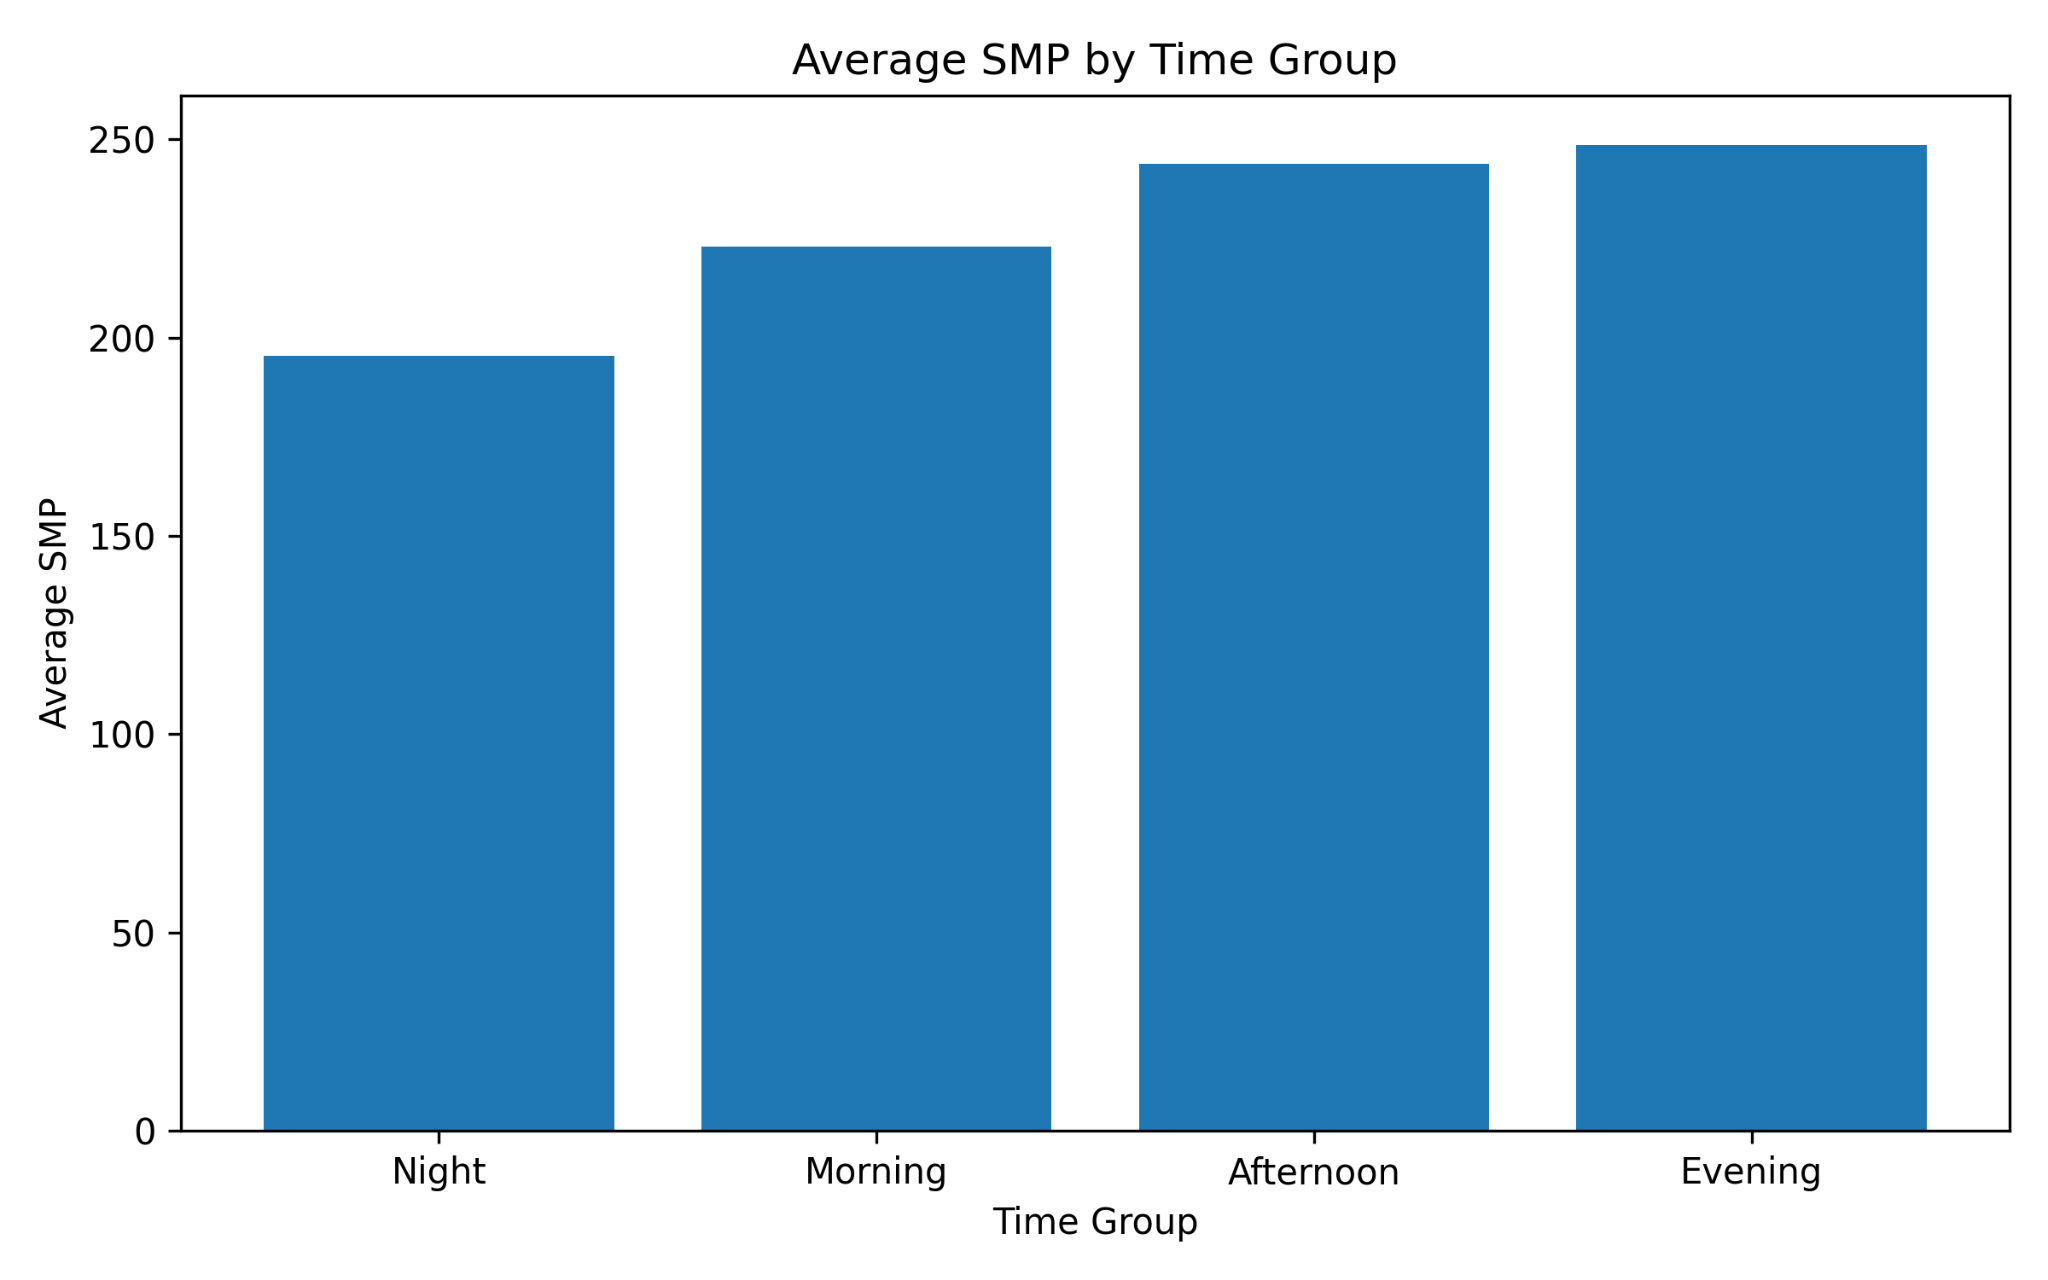 Average SMP by Time Group
250
200
150
100
50
0
Average SMP
Night
Morning
Afternoon
Evening
Time Group